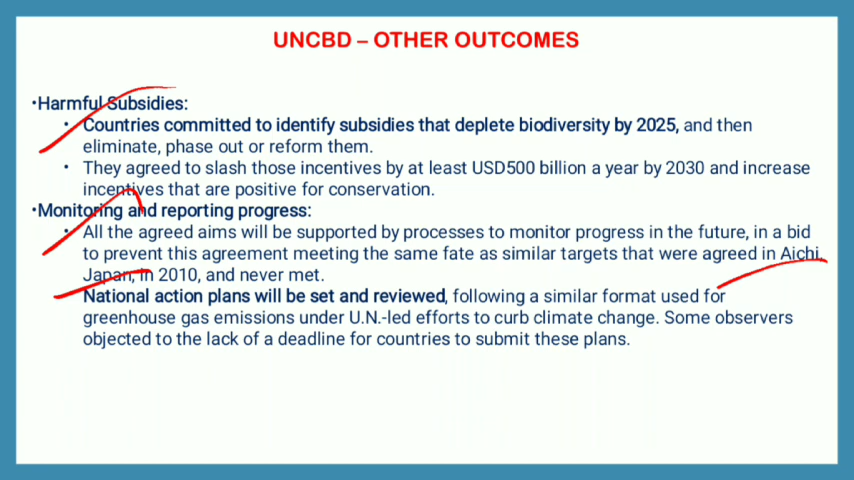 UNCBD – OTHER OUTCOMES
•Harmful Subsidies:
• Countries committed to identify subsidies that deplete biodiversity by 2025, and then
eliminate, phase out or reform them.
• They agreed to slash those incentives by at least USD500 billion a year by 2030 and increase
incentives that are positive for conservation.
•Monitoring and reporting progress:
• All the agreed aims will be supported by processes to monitor progress in the future, in a bid
to prevent this agreement meeting the same fate as similar targets that were agreed in Aichi,
Japan, in 2010, and never met.
National action plans will be set and reviewed, following a similar format used for
greenhouse gas emissions under U.N.-led efforts to curb climate change. Some observers
objected to the lack of a deadline for countries to submit these plans.